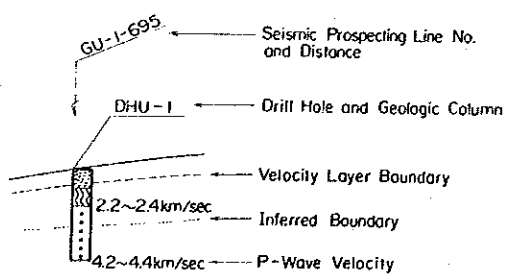 GU-1-695
Seismic Prospecting Line No.
and Distance
DHU-1
Drill Hole and Geologic Column
Velocity Layer Boundary
2.2~2.4km/sec
Inferred Boundary
4.2~4.4km/sec
P-Wave Velocity